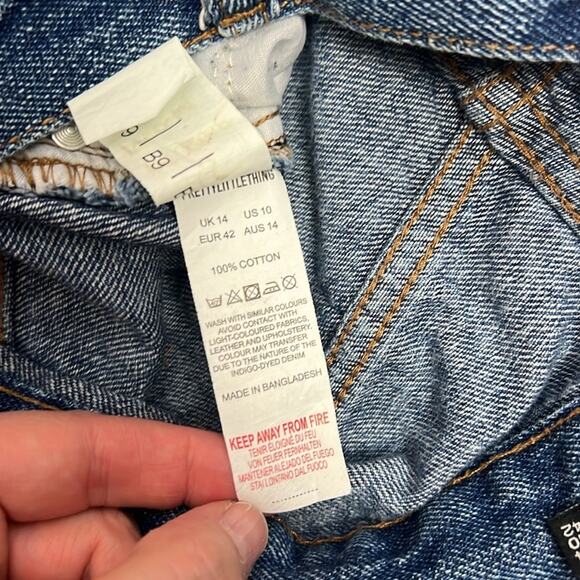 9
B9
PRETTYLITTLETHING
UK 14 US 10
EUR 42 AUS 14
100% COTTON
WASH WITH SIMILAR COLOURS
AVOID CONTACT WITH
LIGHT-COLOURED FABRICS,
LEATHER AND UPHOLSTERY.
COLOUR MAY TRANSFER
DUE TO THE NATURE OF THE
INDIGO-DYED DENIM
MADE IN BANGLADESH
KEEP AWAY FROM FIRE
TENIR ÉLOIGNÉ DU FEU
VON FEUER FERNHALTEN
MANTENER ALEJADO DEL FUEGO
STAI LONTANO DAL FUOCO